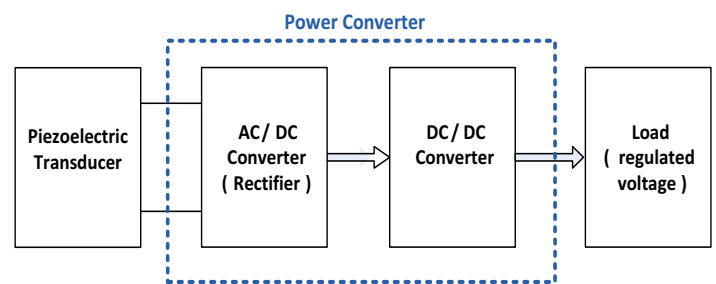 Power Converter
Piezoelectric
Transducer
AC/ DC
Converter
( Rectifier )
DC/ DC
Converter
Load
( regulated
voltage )